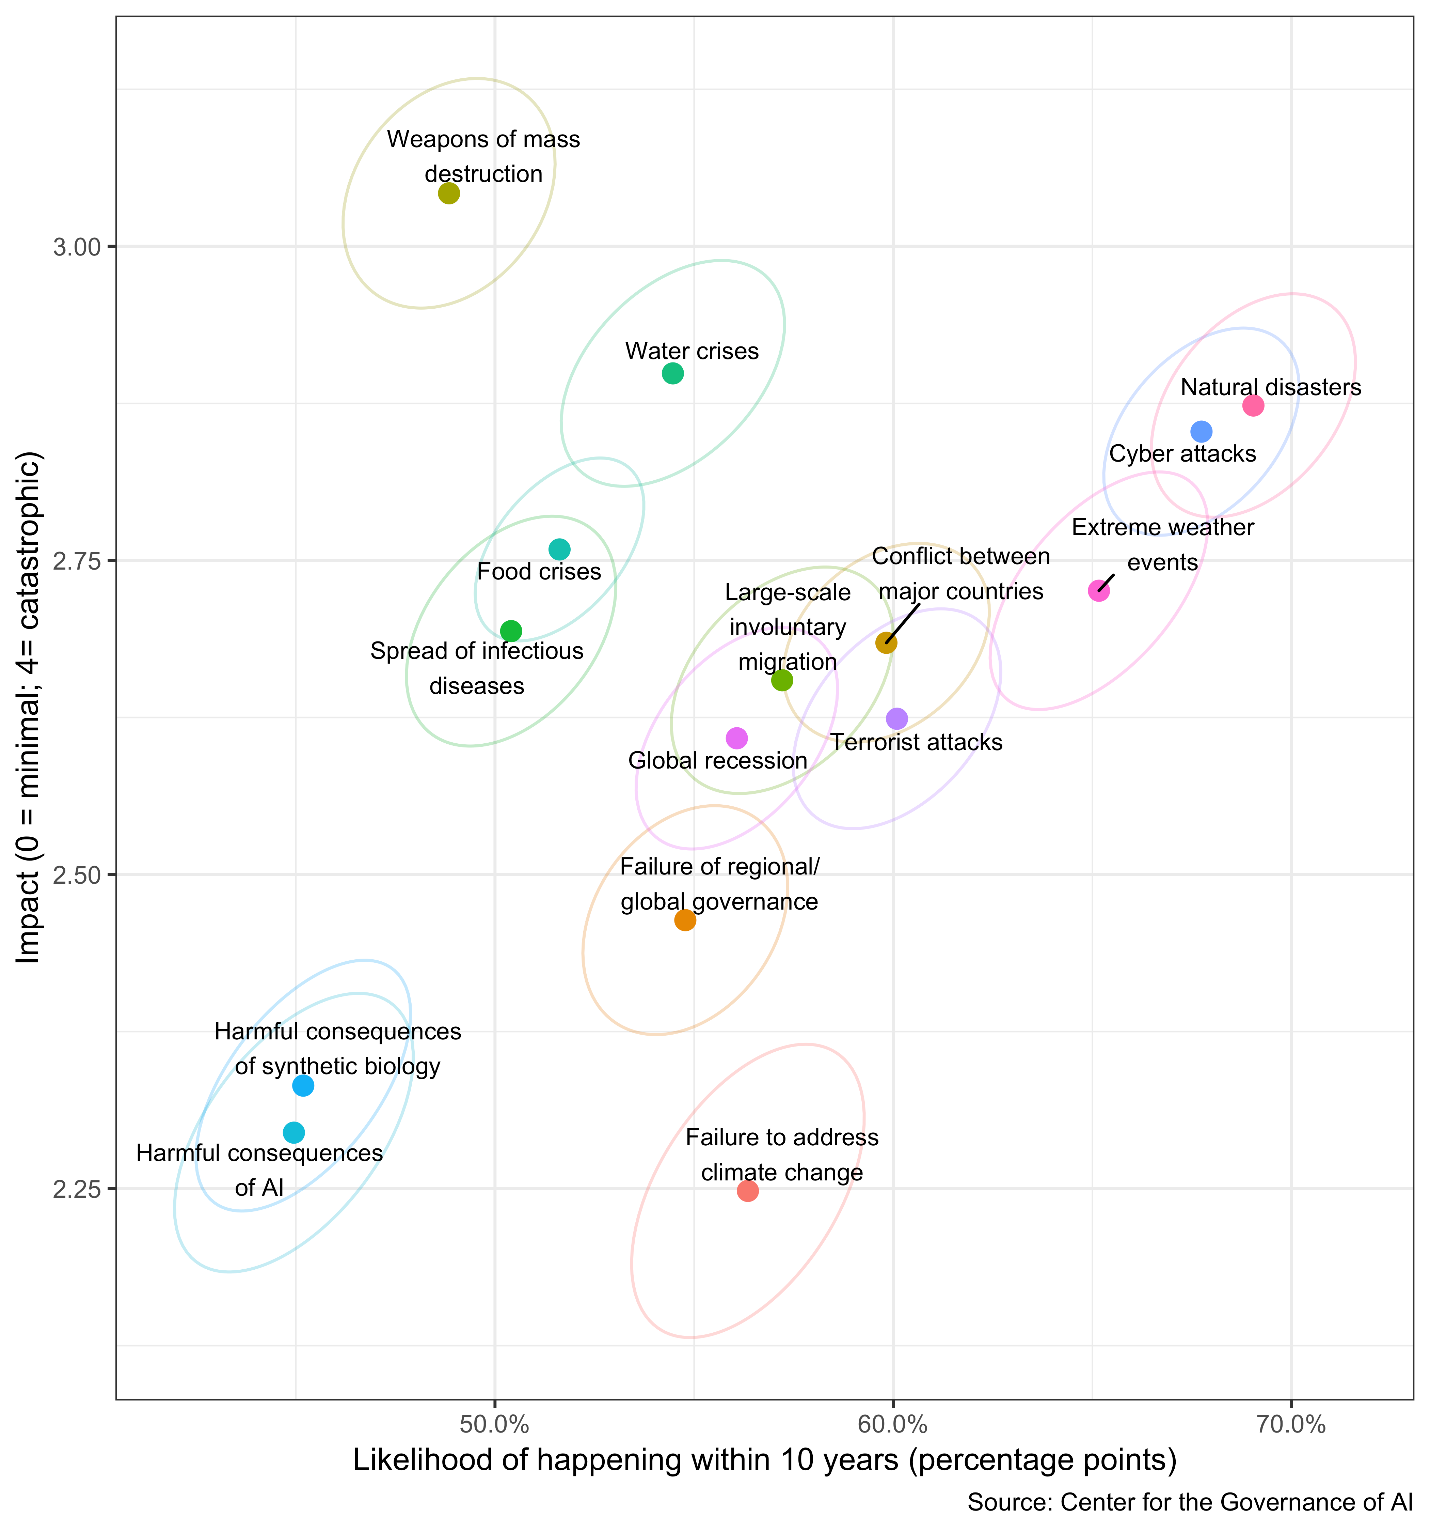 Weapons of mass
destruction
3.00
Water crises
Natural disasters
Cyber attacks
Extreme weather
events
Conflict between
major countries
2.75
Food crises
Large-scale
involuntary
migration
Spread of infectious
diseases
Terrorist attacks
Global recession
Failure of regional/
global governance
2.50
Harmful consequences
of synthetic biology
Harmful consequences
of AI
Failure to address
climate change
2.25
Impact (0 = minimal; 4= catastrophic)
50.0%
60.0%
70.0%
Likelihood of happening within 10 years (percentage points)
Source: Center for the Governance of AI